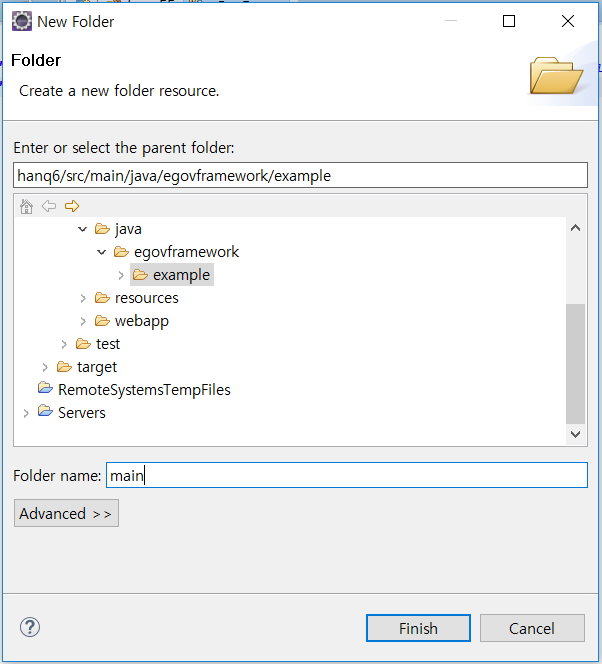 New Folder
Folder
Create a new folder resource.
Enter or select the parent folder:
hanq6/src/main/java/egovframework/example
java
egovframework
example
resources
webapp
test
target
RemoteSystemsTempFiles
Servers
Folder name: main
Advanced >>
Finish Cancel